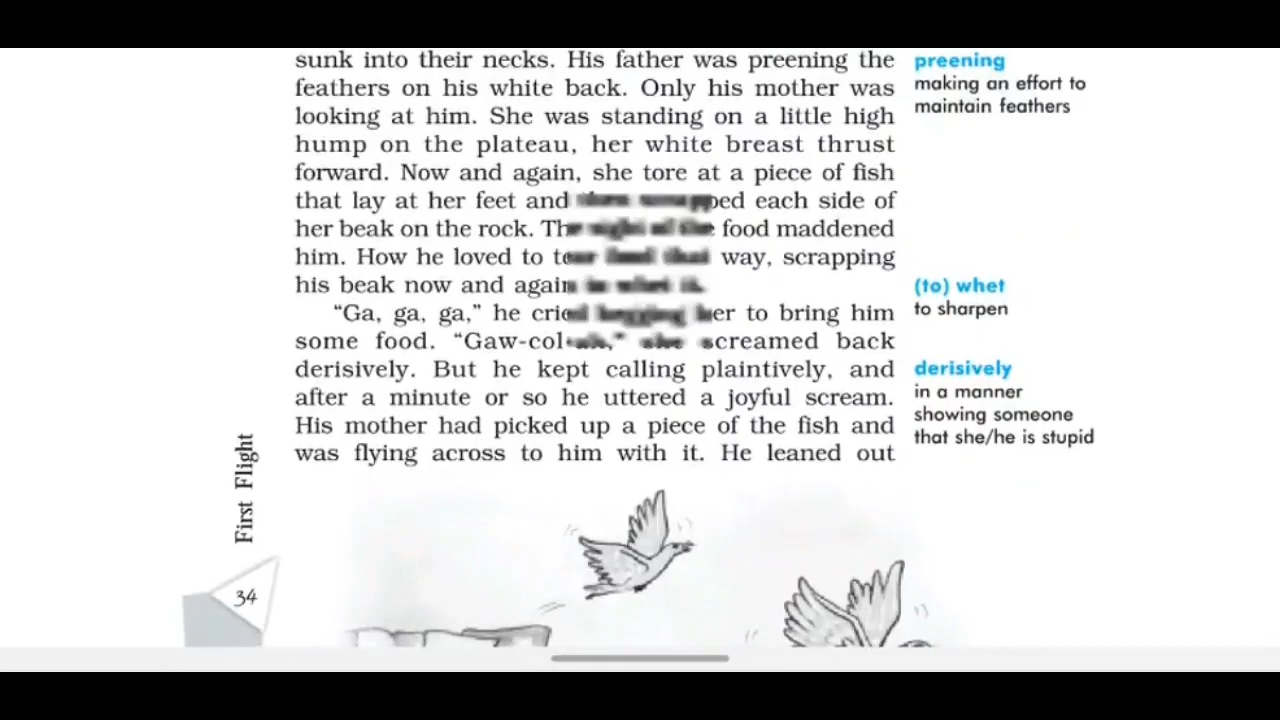 sunk into their necks. His father was preening the
feathers on his white back. Only his mother was
looking at him. She was standing on a little high
hump on the plateau, her white breast thrust
forward. Now and again, she tore at a piece of fish
that lay at her feet and each side of
her beak on the rock. food maddened
him. How he loved to way, scrapping
his beak now and again
“Ga, ga, ga,” he to bring him
some food. screamed back
derisively. But he kept calling plaintively, and
after a minute or so he uttered a joyful scream.
His mother had picked up a piece of the fish and
was flying across to him with it. He leaned out
preening
making an effort to
maintain feathers
(to) whet
to sharpen
derisively
in a manner
showing someone
that she/he is stupid
First Flight
34